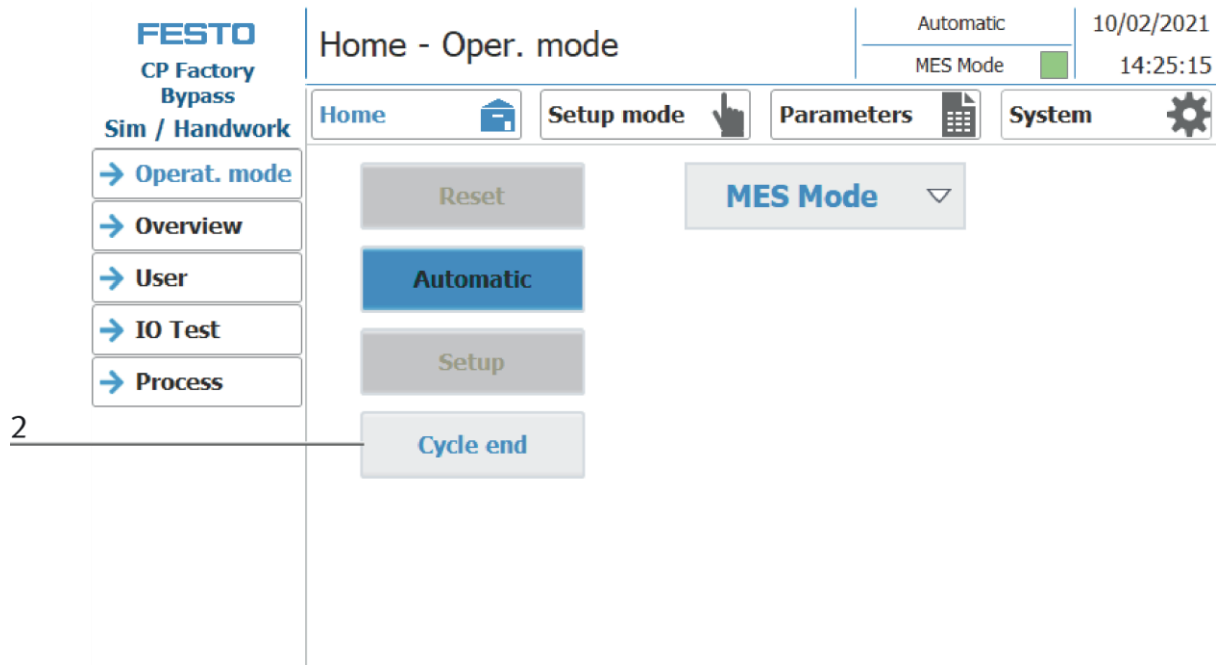 FESTO
CP Factory
Bypass
Sim / Handwork
Home - Oper. mode
Automatic
MES Mode
10/02/2021
14:25:15
Home
Setup mode
Parameters
System
Operat. mode
Overview
User
IO Test
Process
Reset
MES Mode
Automatic
Setup
Cycle end
2